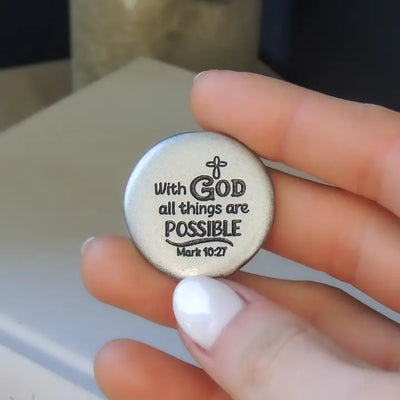 With GOD
all things are
POSSIBLE
Mark 10:27